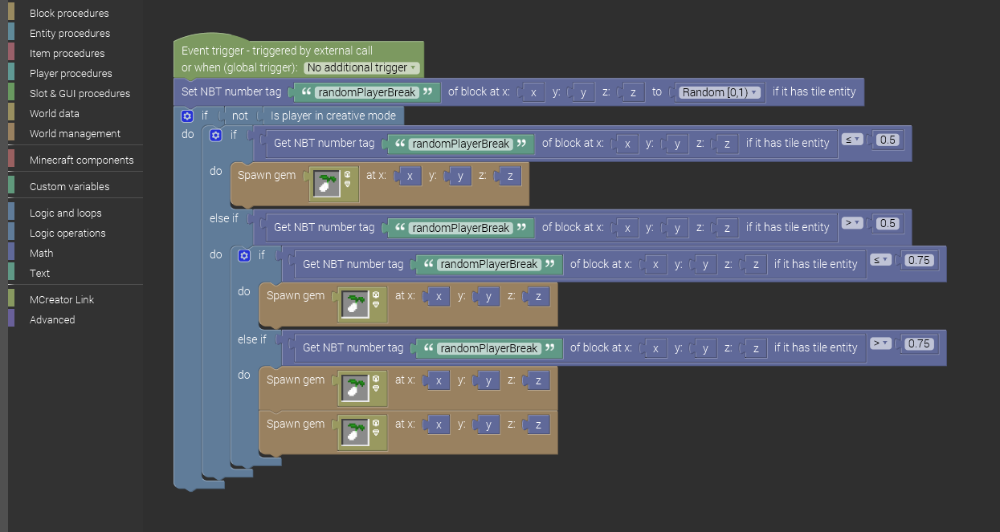 Block procedures
Entity procedures
Item procedures
Player procedures
Slot & GUI procedures
World data
World management
Minecraft components
Custom variables
Logic and loops
Logic operations
Math
Text
MCreator Link
Advanced
Event trigger - triggered by external call
or when (global trigger): No additional trigger
Set NBT number tag “ randomPlayerBreak ” of block at x: x y: y z: z to Random [0,1) if it has tile entity
if not Is player in creative mode
do if Get NBT number tag “ randomPlayerBreak ” of block at x: x y: y z: z if it has tile entity ≤ 0.5
do Spawn gem at x: x y: y z: z
else if Get NBT number tag “ randomPlayerBreak ” of block at x: x y: y z: z if it has tile entity > 0.5
do if Get NBT number tag “ randomPlayerBreak ” of block at x: x y: y z: z if it has tile entity ≤ 0.75
do Spawn gem at x: x y: y z: z
else if Get NBT number tag “ randomPlayerBreak ” of block at x: x y: y z: z if it has tile entity > 0.75
do Spawn gem at x: x y: y z: z
Spawn gem at x: x y: y z: z